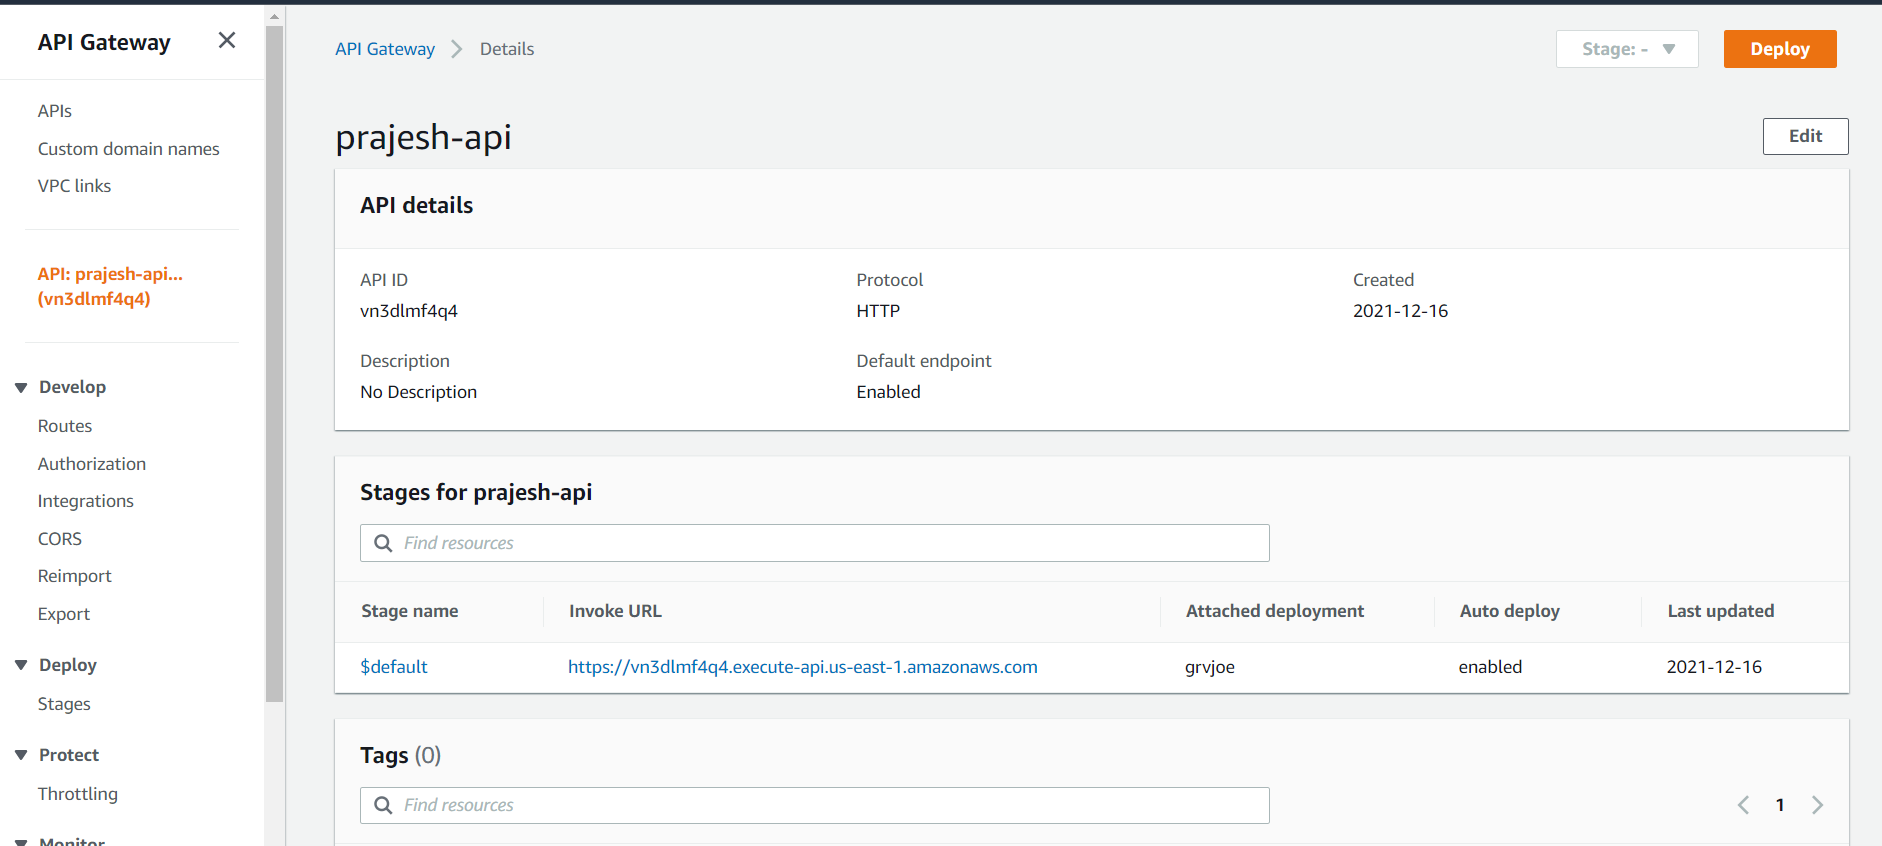 API Gateway
APIs
Custom domain names
VPC links
API: prajesh-api...
(vn3dlmf4q4)
Develop
Routes
Authorization
Integrations
CORS
Reimport
Export
Deploy
Stages
Protect
Throttling
Monitor
API Gateway Details
Stage: -
Deploy
prajesh-api
Edit
API details
API ID
vn3dlmf4q4
Protocol
HTTP
Created
2021-12-16
Description
No Description
Default endpoint
Enabled
Stages for prajesh-api
Find resources
Stage name Invoke URL Attached deployment Auto deploy Last updated
$default https://vn3dlmf4q4.execute-api.us-east-1.amazonaws.com grvjoe enabled 2021-12-16
Tags (0)
Find resources
1